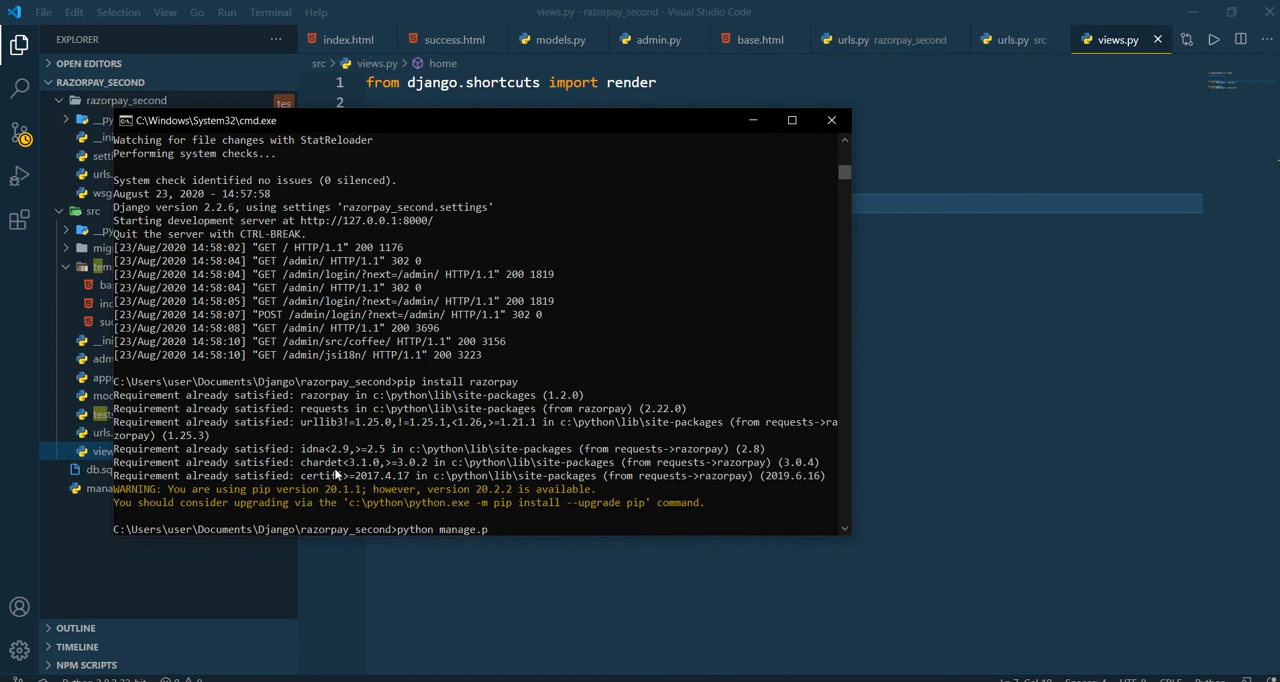 File Edit Selection View Go Run Terminal Help views.py - razorpay_second - Visual Studio Code
EXPLORER
index.html success.html models.py admin.py base.html urls.py razorpay_second urls.py src views.py
OPEN EDITORS
src > views.py > home
RAZORPAY_SECOND
1 from django.shortcuts import render
2
razorpay_second
tes
src
OUTLINE
TIMELINE
NPM SCRIPTS
C:\Windows\System32\cmd.exe
Watching for file changes with StatReloader
Performing system checks...
System check identified no issues (0 silenced).
August 23, 2020 - 14:57:58
Django version 2.2.6, using settings 'razorpay_second.settings'
Starting development server at http://127.0.0.1:8000/
Quit the server with CTRL-BREAK.
[23/Aug/2020 14:58:02] "GET / HTTP/1.1" 200 1176
[23/Aug/2020 14:58:04] "GET /admin/ HTTP/1.1" 302 0
[23/Aug/2020 14:58:04] "GET /admin/login/?next=/admin/ HTTP/1.1" 200 1819
[23/Aug/2020 14:58:04] "GET /admin/ HTTP/1.1" 302 0
[23/Aug/2020 14:58:05] "GET /admin/login/?next=/admin/ HTTP/1.1" 200 1819
[23/Aug/2020 14:58:07] "POST /admin/login/?next=/admin/ HTTP/1.1" 302 0
[23/Aug/2020 14:58:08] "GET /admin/ HTTP/1.1" 200 3696
[23/Aug/2020 14:58:10] "GET /admin/src/coffee/ HTTP/1.1" 200 3156
[23/Aug/2020 14:58:10] "GET /admin/jsi18n/ HTTP/1.1" 200 3223
C:\Users\user\Documents\Django\razorpay_second>pip install razorpay
Requirement already satisfied: razorpay in c:\python\lib\site-packages (1.2.0)
Requirement already satisfied: requests in c:\python\lib\site-packages (from razorpay) (2.22.0)
Requirement already satisfied: urllib3!=1.25.0,!=1.25.1,<1.26,>=1.21.1 in c:\python\lib\site-packages (from requests->ra
zorpay) (1.25.3)
Requirement already satisfied: idna<2.9,>=2.5 in c:\python\lib\site-packages (from requests->razorpay) (2.8)
Requirement already satisfied: chardet<3.1.0,>=3.0.2 in c:\python\lib\site-packages (from requests->razorpay) (3.0.4)
Requirement already satisfied: certifi>=2017.4.17 in c:\python\lib\site-packages (from requests->razorpay) (2019.6.16)
WARNING: You are using pip version 20.1.1; however, version 20.2.2 is available.
You should consider upgrading via the 'c:\python\python.exe -m pip install --upgrade pip' command.
C:\Users\user\Documents\Django\razorpay_second>python manage.p